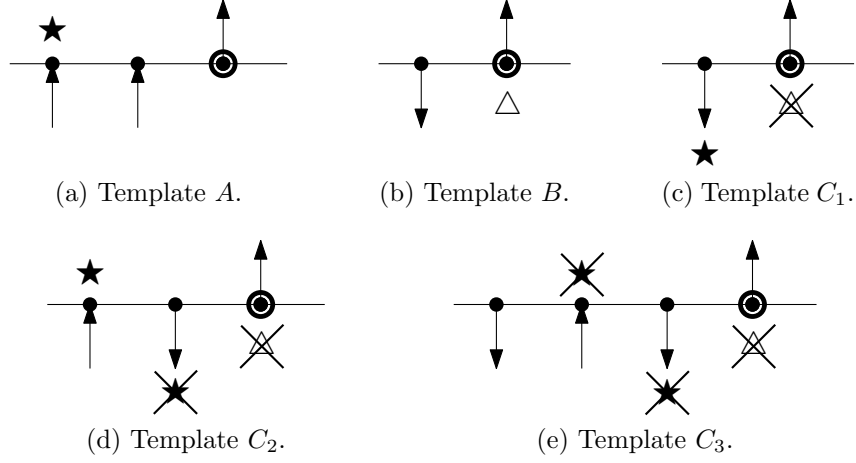 (a) Template A.
(b) Template B.
(c) Template C₁.
(d) Template C₂.
(e) Template C₃.